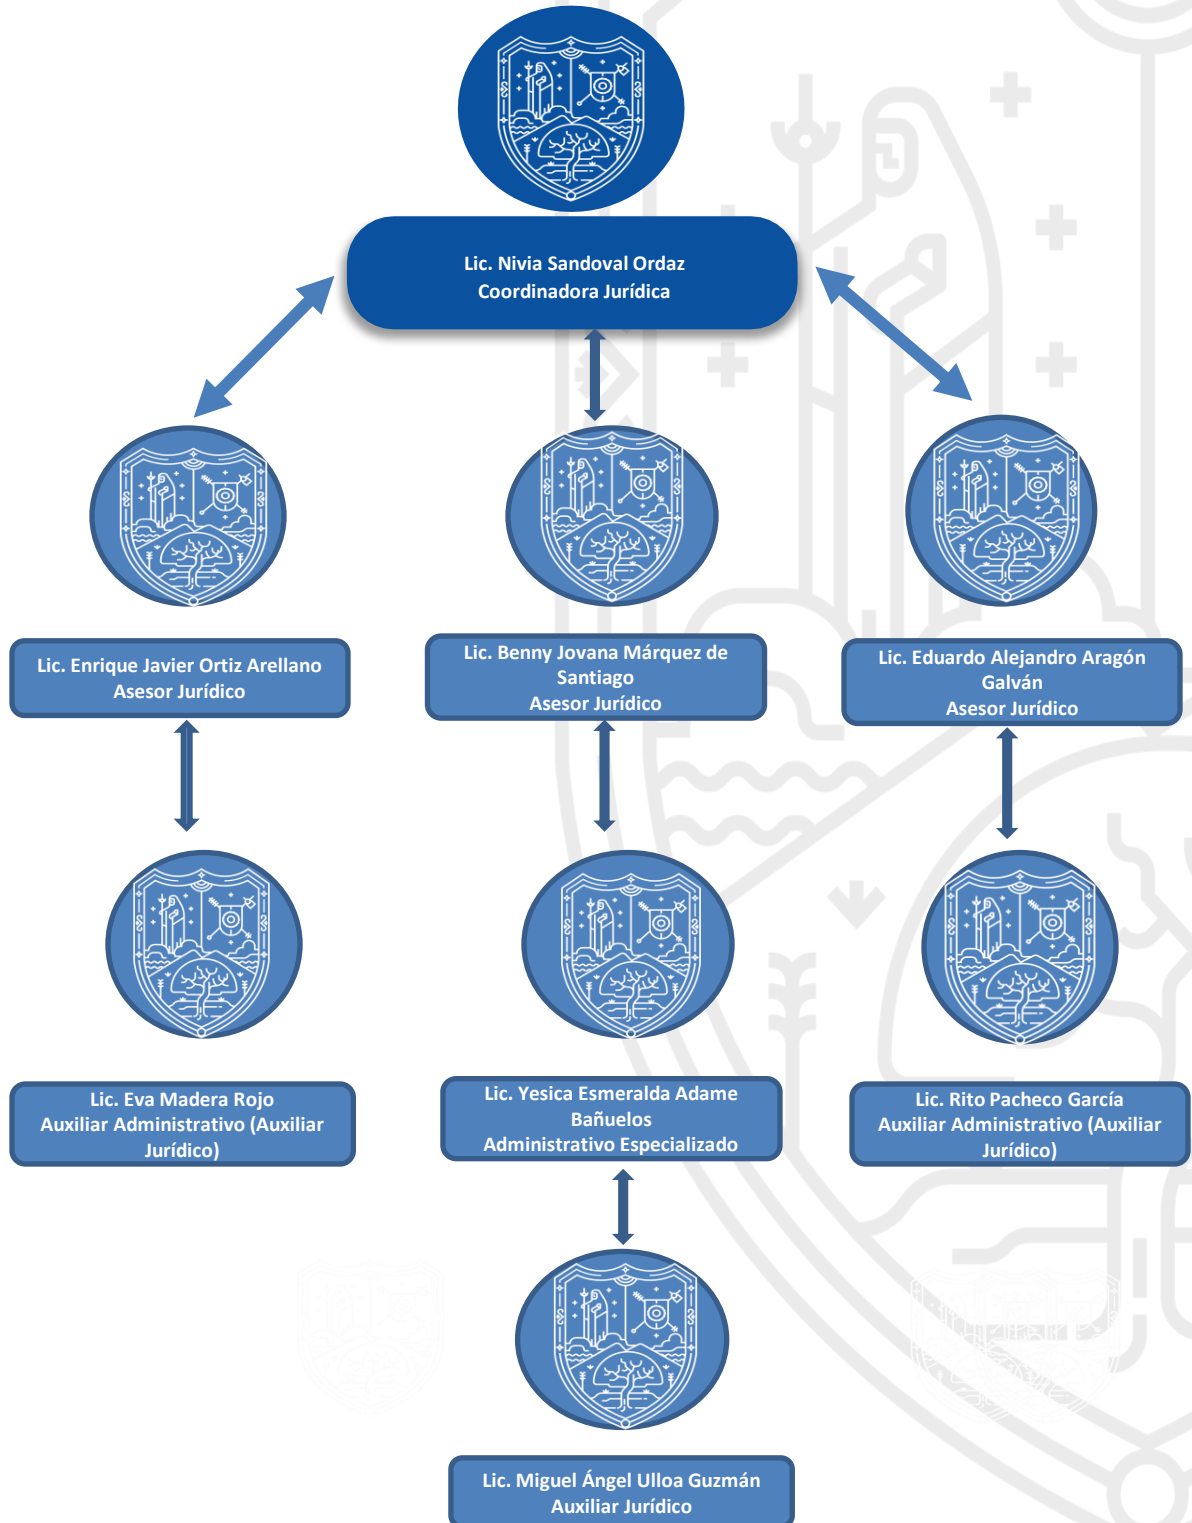 Lic. Nivia Sandoval Ordaz
Coordinadora Jurídica
Lic. Enrique Javier Ortiz Arellano
Asesor Jurídico
Lic. Benny Jovana Márquez de
Santiago
Asesor Jurídico
Lic. Eduardo Alejandro Aragón
Galván
Asesor Jurídico
Lic. Eva Madera Rojo
Auxiliar Administrativo (Auxiliar
Jurídico)
Lic. Yesica Esmeralda Adame
Bañuelos
Administrativo Especializado
Lic. Rito Pacheco García
Auxiliar Administrativo (Auxiliar
Jurídico)
Lic. Miguel Ángel Ulloa Guzmán
Auxiliar Jurídico